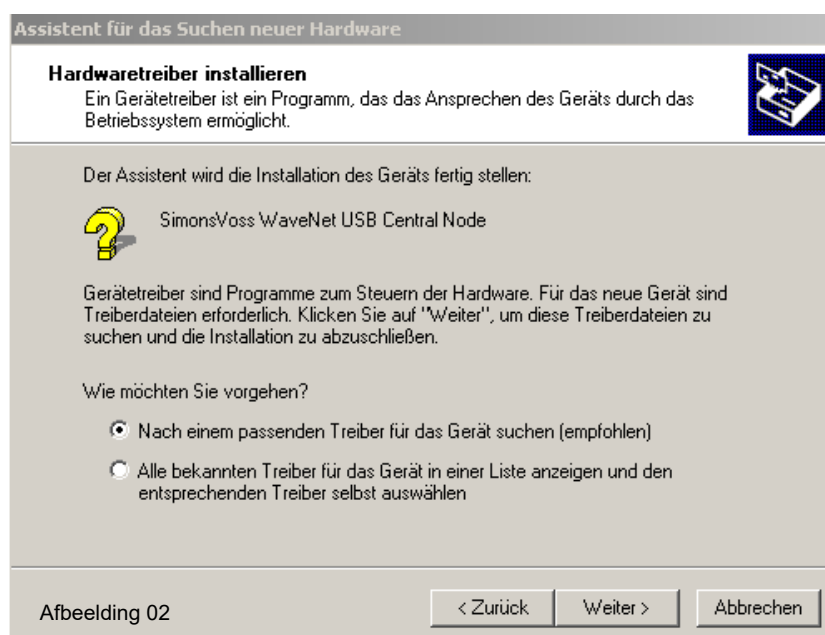 Assistent für das Suchen neuer Hardware
Hardwaretreiber installieren
Ein Gerätetreiber ist ein Programm, das das Ansprechen des Geräts durch das
Betriebssystem ermöglicht.
Der Assistent wird die Installation des Geräts fertig stellen:
SimonsVoss WaveNet USB Central Node
Gerätetreiber sind Programme zum Steuern der Hardware. Für das neue Gerät sind
Treiberdateien erforderlich. Klicken Sie auf "Weiter", um diese Treiberdateien zu
suchen und die Installation zu abzuschließen.
Wie möchten Sie vorgehen?
Nach einem passenden Treiber für das Gerät suchen (empfohlen)
Alle bekannten Treiber für das Gerät in einer Liste anzeigen und den
entsprechenden Treiber selbst auswählen
Afbeelding 02 < Zurück Weiter > Abbrechen